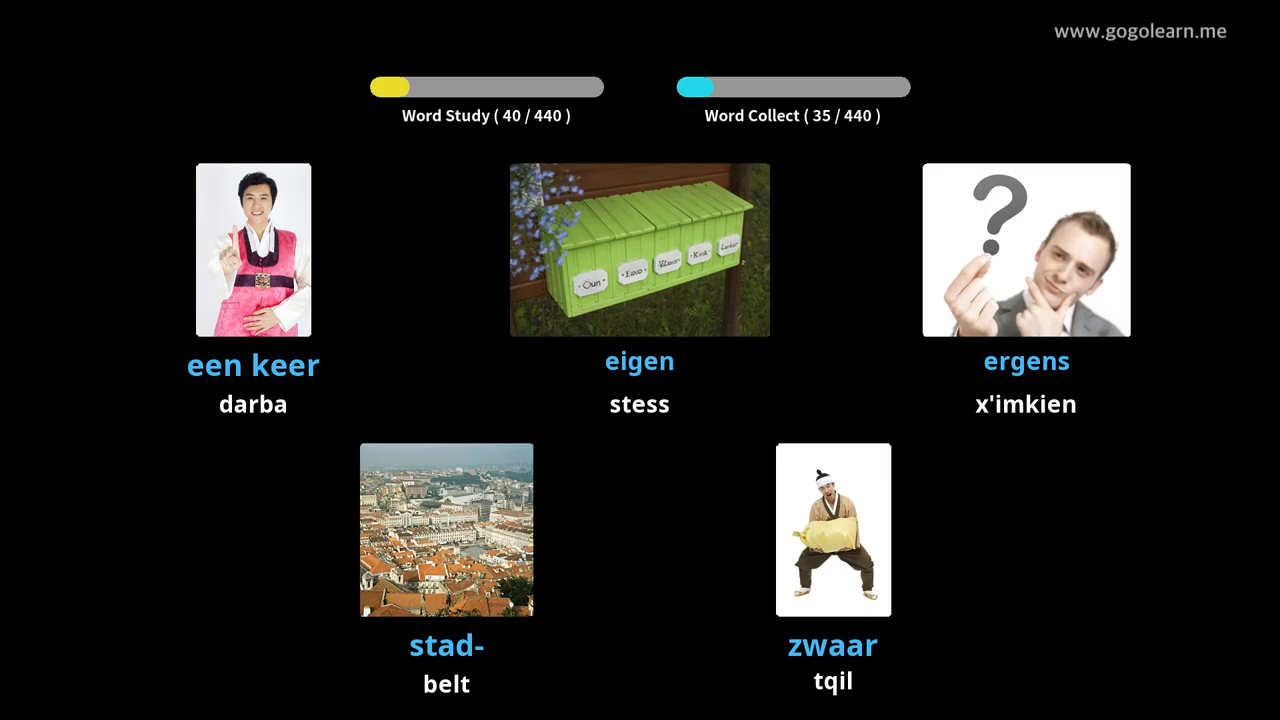 www.gogolearn.me
Word Study ( 40 / 440 )
Word Collect ( 35 / 440 )
een keer
darba
eigen
stess
ergens
x'imkien
stad-
belt
zwaar
tqil